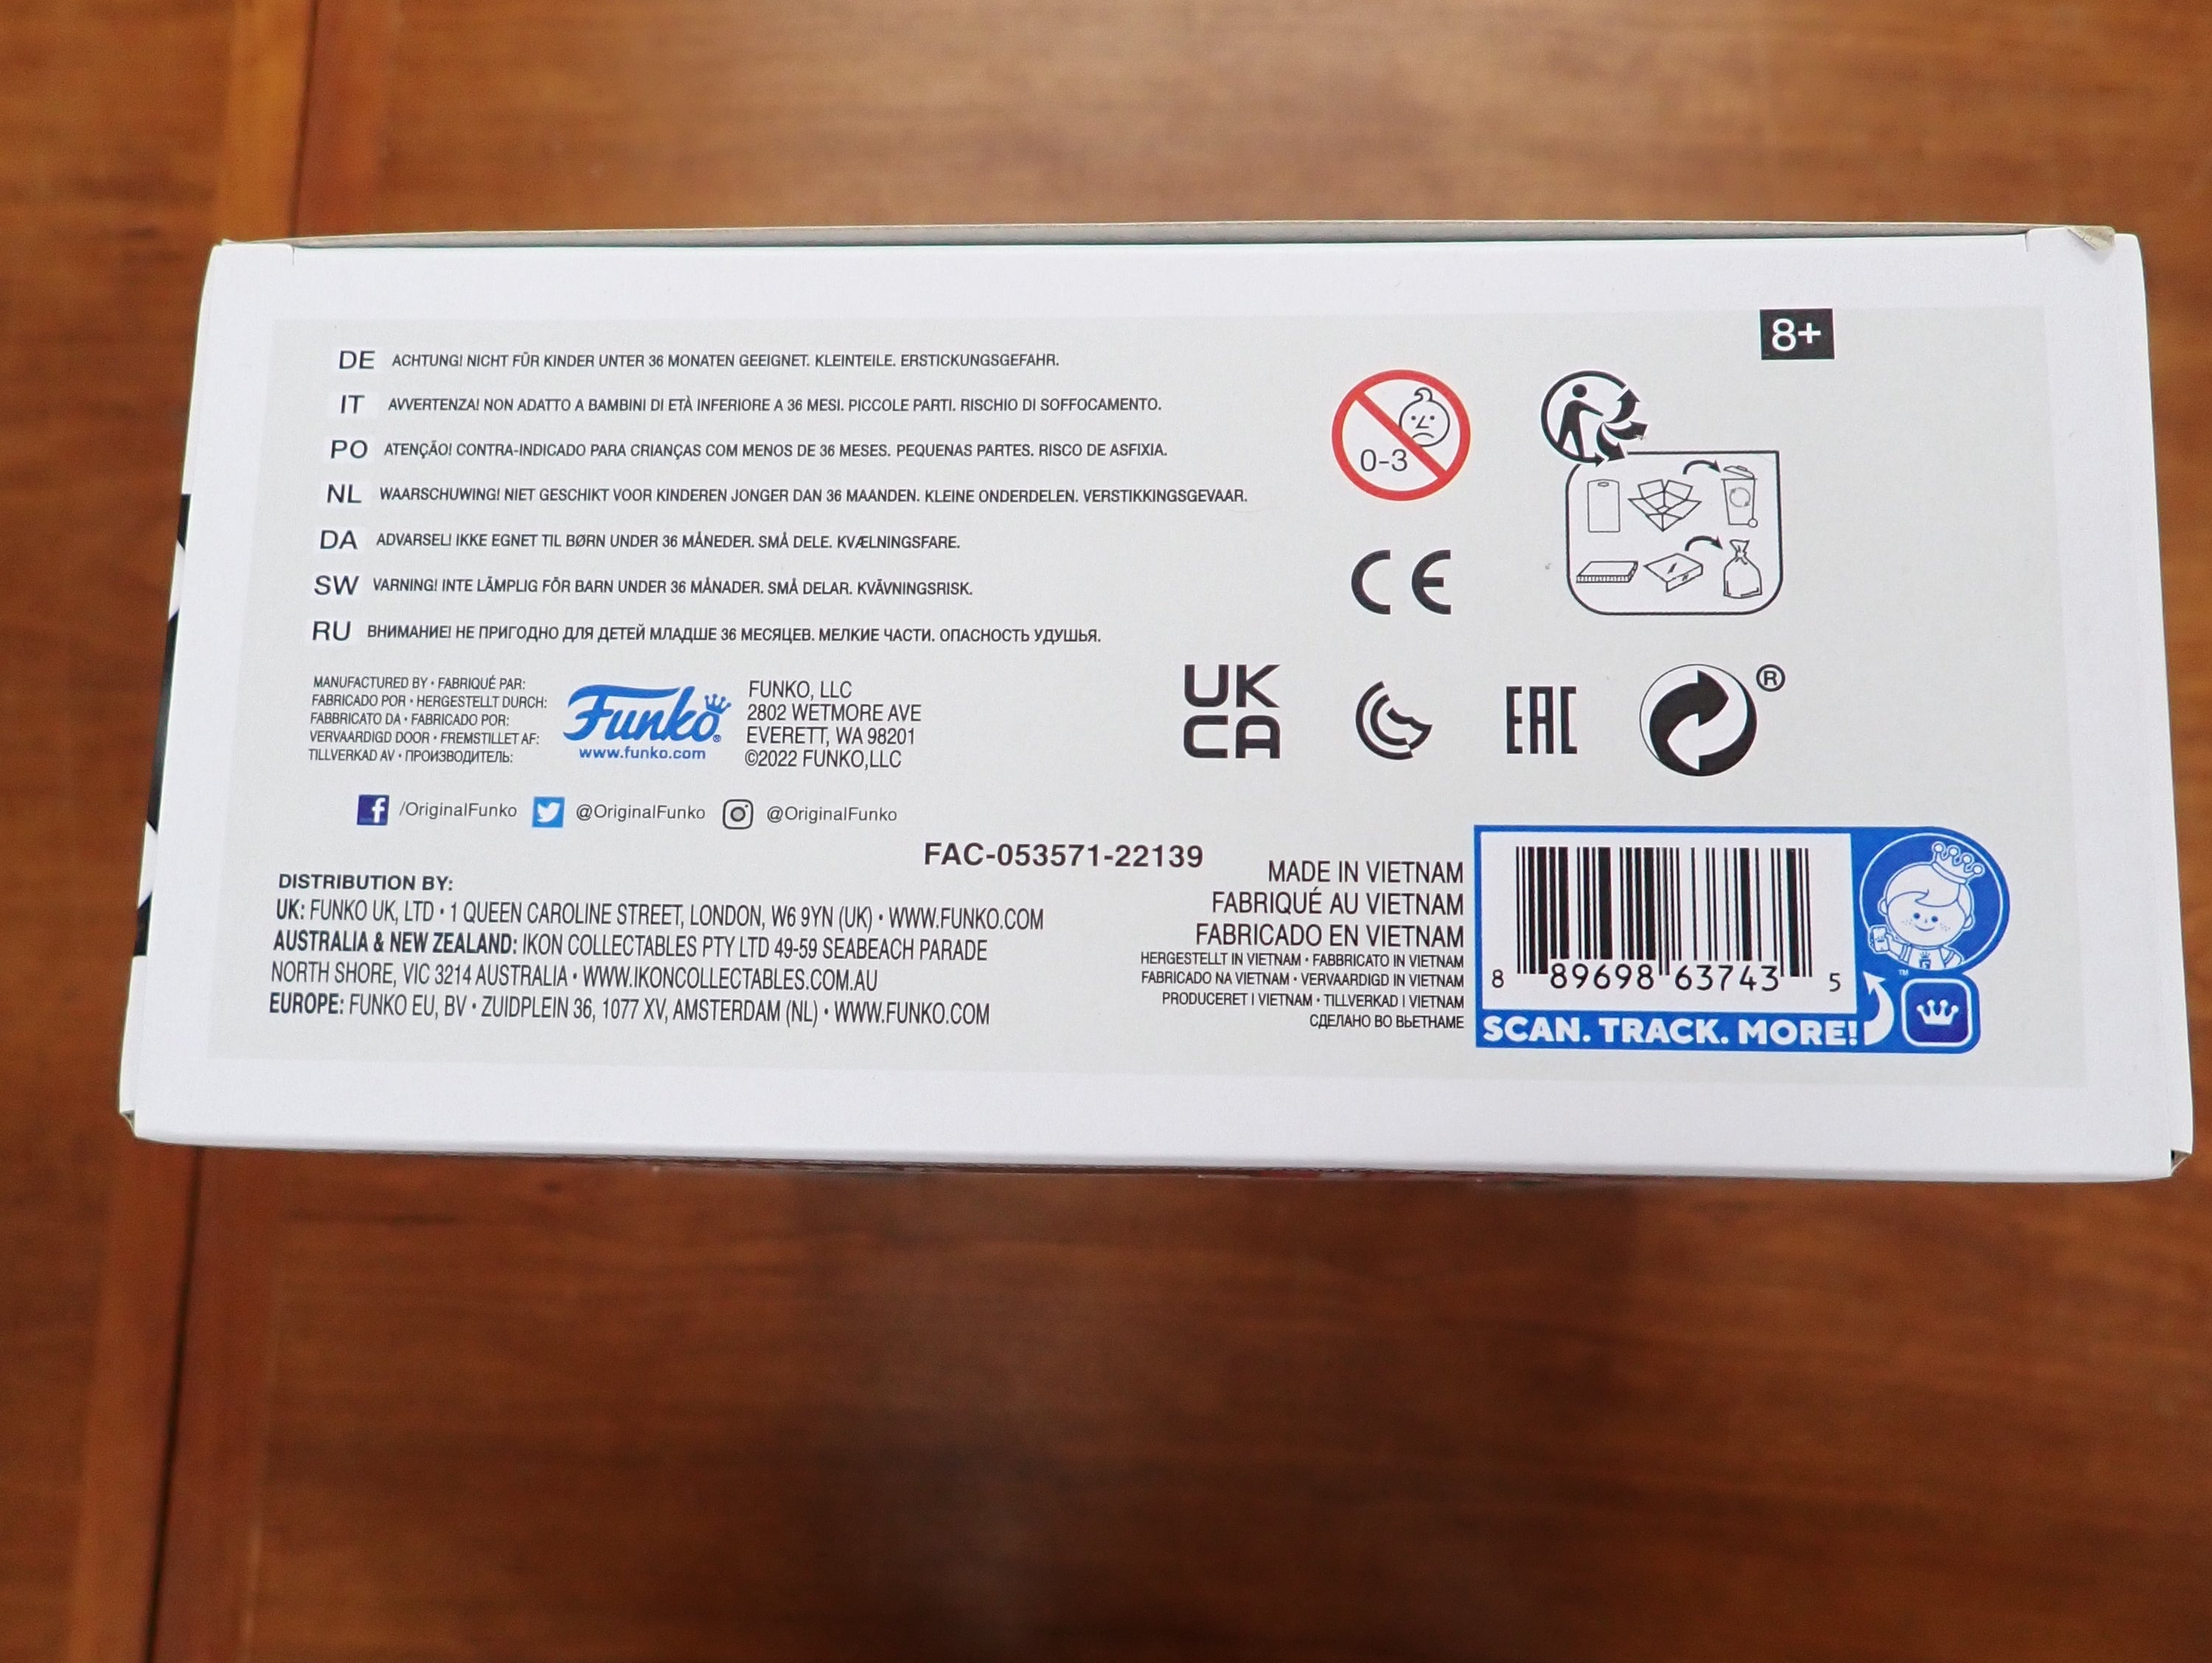 8+
DE ACHTUNG! NICHT FÜR KINDER UNTER 36 MONATEN GEEIGNET. KLEINTEILE. ERSTICKUNGSGEFAHR.
IT AVVERTENZA! NON ADATTO A BAMBINI DI ETÀ INFERIORE A 36 MESI. PICCOLE PARTI. RISCHIO DI SOFFOCAMENTO.
PO ATENÇÃO! CONTRA-INDICADO PARA CRIANÇAS COM MENOS DE 36 MESES. PEQUENAS PARTES. RISCO DE ASFIXIA.
NL WAARSCHUWING! NIET GESCHIKT VOOR KINDEREN JONGER DAN 36 MAANDEN. KLEINE ONDERDELEN. VERSTIKKINGSGEVAAR.
DA ADVARSEL! IKKE EGNET TIL BØRN UNDER 36 MÅNEDER. SMÅ DELE. KVÆLNINGSFARE.
SW VARNING! INTE LÄMPLIG FÖR BARN UNDER 36 MÅNADER. SMÅ DELAR. KVÄVNINGSRISK.
RU ВНИМАНИЕ! НЕ ПРИГОДНО ДЛЯ ДЕТЕЙ МЛАДШЕ 36 МЕСЯЦЕВ. МЕЛКИЕ ЧАСТИ. ОПАСНОСТЬ УДУШЬЯ.
0-3
CE
UK
CA
EAC
®
MANUFACTURED BY • FABRIQUÉ PAR:
FABRICADO POR • HERGESTELLT DURCH:
FABBRICATO DA • FABRICADO POR:
VERVAARDIGD DOOR • FREMSTILLET AF:
TILLVERKAD AV • ПРОИЗВОДИТЕЛЬ:
Funko®
www.funko.com
FUNKO, LLC
2802 WETMORE AVE
EVERETT, WA 98201
©2022 FUNKO,LLC
/OriginalFunko @OriginalFunko @OriginalFunko
FAC-053571-22139
DISTRIBUTION BY:
UK: FUNKO UK, LTD • 1 QUEEN CAROLINE STREET, LONDON, W6 9YN (UK) • WWW.FUNKO.COM
AUSTRALIA & NEW ZEALAND: IKON COLLECTABLES PTY LTD 49-59 SEABEACH PARADE
NORTH SHORE, VIC 3214 AUSTRALIA • WWW.IKONCOLLECTABLES.COM.AU
EUROPE: FUNKO EU, BV • ZUIDPLEIN 36, 1077 XV, AMSTERDAM (NL) • WWW.FUNKO.COM
MADE IN VIETNAM
FABRIQUÉ AU VIETNAM
FABRICADO EN VIETNAM
HERGESTELLT IN VIETNAM • FABBRICATO IN VIETNAM
FABRICADO NA VIETNAM • VERVAARDIGD IN VIETNAM
PRODUCERET I VIETNAM • TILLVERKAD I VIETNAM
СДЕЛАНО ВО ВЬЕТНАМЕ
8 89698 63743 5
™
SCAN. TRACK. MORE!